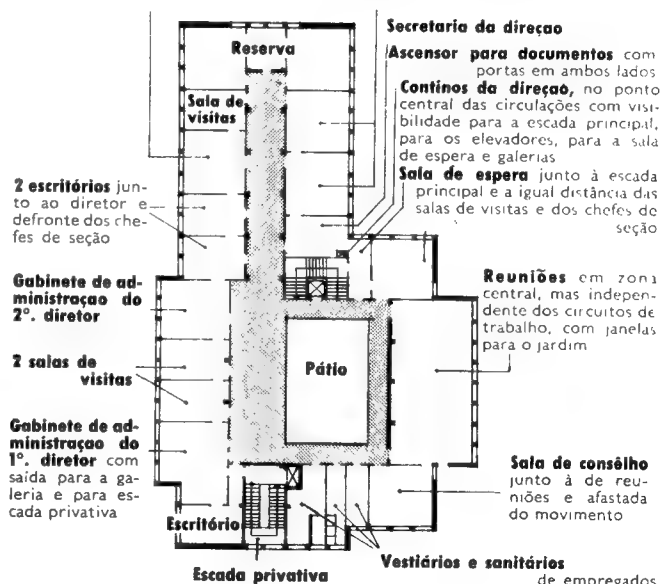 Secretaria da direçao
Reserva
Ascensor para documentos com
portas em ambos lados
Continos da direçaò, no ponto
central das circulações com visi-
bilidade para a escada principal,
para os elevadores, para a sala
de espera e galerias
Sala de
visitas
Sala de espera junto à escada
principal e a igual distância das
salas de visitas e dos chefes de
seção
2 escritórios jun-
to ao diretor e
defronte dos che-
fes de seção
Gabinete de ad-
ministraçao do
2º. diretor
Reuniões em zona
central, mas indepen-
dente dos circuitos de
trabalho, com janelas
para o jardim
2 salas de
visitas
Pátio
Gabinete de ad-
ministraçao do
1º. diretor com
saída para a ga-
leria e para es-
cada privativa
Sala de consêlho
junto à de reu-
niões e afastada
do movimento
Escritório
Escada privativa
Vestiários e sanitários
de empregados